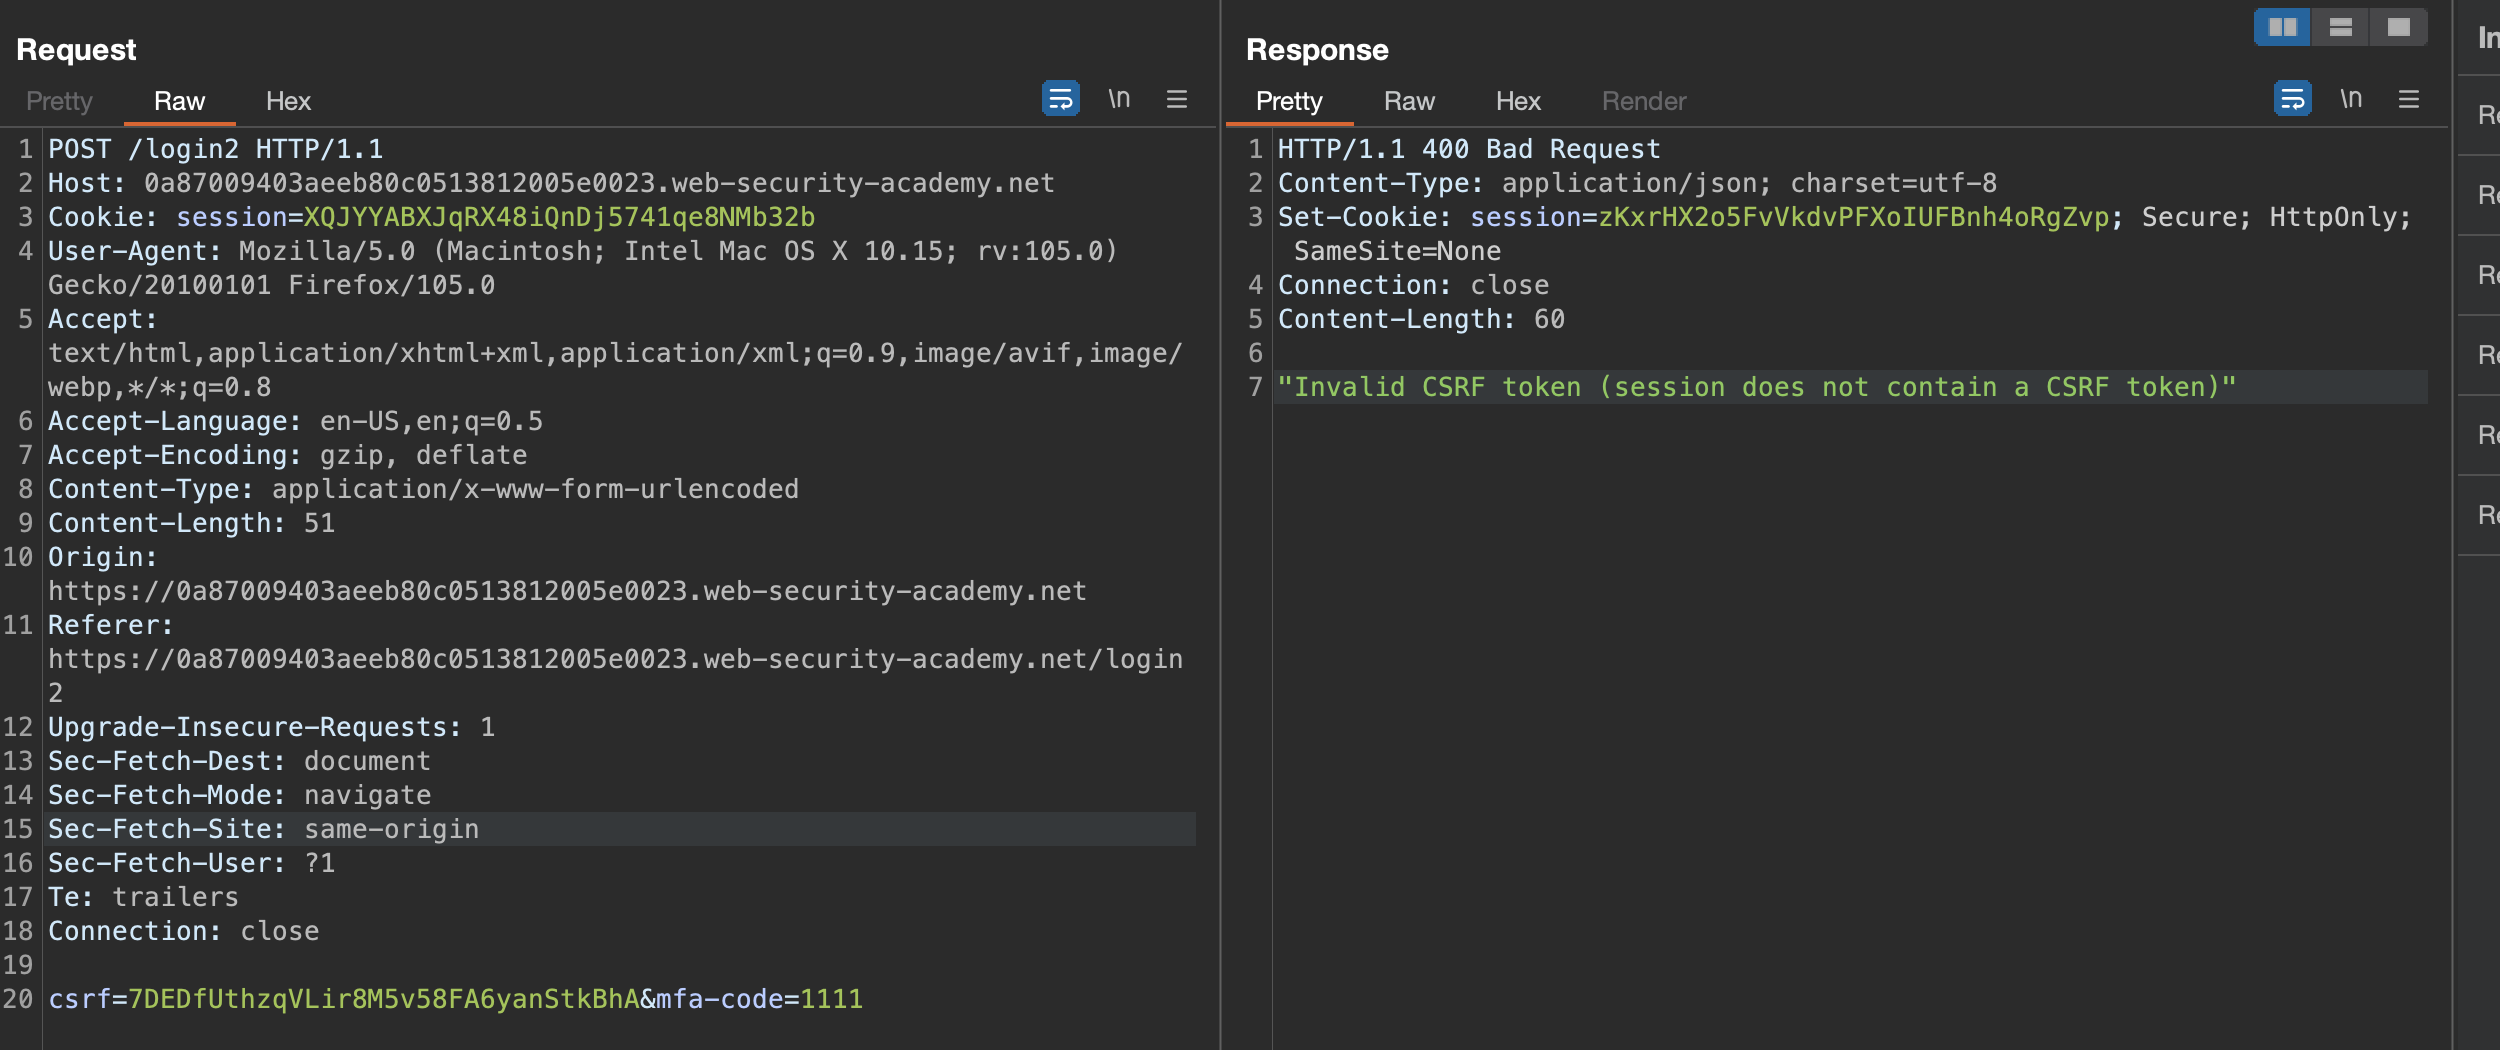 Request
Pretty Raw Hex \n
1 POST /login2 HTTP/1.1
2 Host: 0a87009403aeeb80c0513812005e0023.web-security-academy.net
3 Cookie: session=XQJYYABXJqRX48iQnDj5741qe8NMb32b
4 User-Agent: Mozilla/5.0 (Macintosh; Intel Mac OS X 10.15; rv:105.0)
Gecko/20100101 Firefox/105.0
5 Accept:
text/html,application/xhtml+xml,application/xml;q=0.9,image/avif,image/
webp,*/*;q=0.8
6 Accept-Language: en-US,en;q=0.5
7 Accept-Encoding: gzip, deflate
8 Content-Type: application/x-www-form-urlencoded
9 Content-Length: 51
10 Origin:
https://0a87009403aeeb80c0513812005e0023.web-security-academy.net
11 Referer:
https://0a87009403aeeb80c0513812005e0023.web-security-academy.net/login
2
12 Upgrade-Insecure-Requests: 1
13 Sec-Fetch-Dest: document
14 Sec-Fetch-Mode: navigate
15 Sec-Fetch-Site: same-origin
16 Sec-Fetch-User: ?1
17 Te: trailers
18 Connection: close
19
20 csrf=7DEDfUthzqVLir8M5v58FA6yanStkBhA&mfa-code=1111
Response
Pretty Raw Hex Render \n
1 HTTP/1.1 400 Bad Request
2 Content-Type: application/json; charset=utf-8
3 Set-Cookie: session=zKxrHX2o5FvVkdvPFXoIUFBnh4oRgZvp; Secure; HttpOnly;
SameSite=None
4 Connection: close
5 Content-Length: 60
6
7 "Invalid CSRF token (session does not contain a CSRF token)"